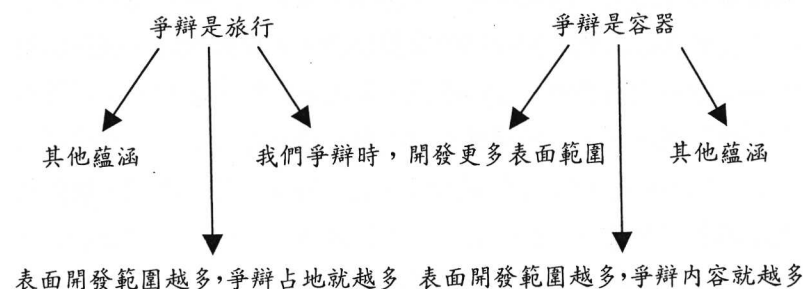 爭辯是旅行 爭辯是容器
其他蘊涵 我們爭辯時，開發更多表面範圍 其他蘊涵
表面開發範圍越多，爭辯占地就越多 表面開發範圍越多，爭辯內容就越多